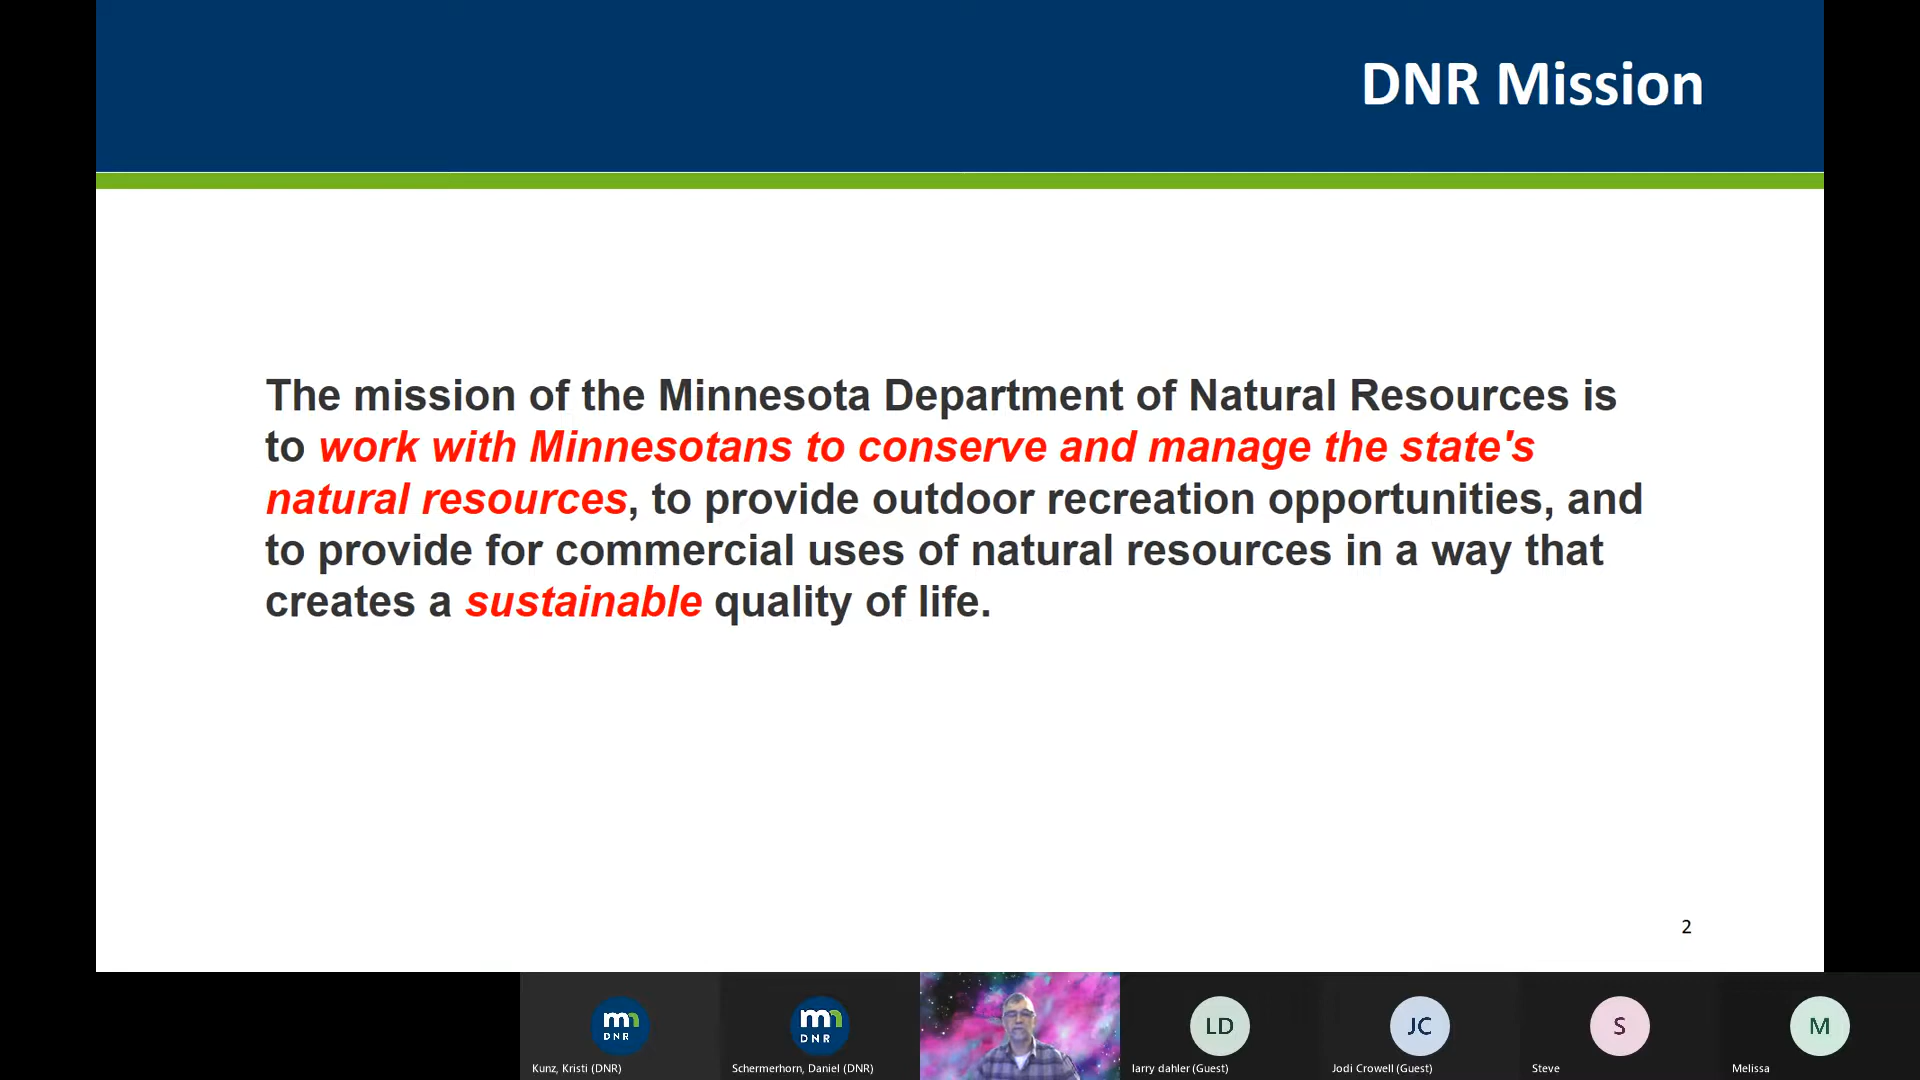 DNR Mission
The mission of the Minnesota Department of Natural Resources is
to work with Minnesotans to conserve and manage the state's
natural resources, to provide outdoor recreation opportunities, and
to provide for commercial uses of natural resources in a way that
creates a sustainable quality of life.
2
mn
DNR
mn
DNR
LD
JC
S
M
Kunz, Kristi (DNR)
Schermerhorn, Daniel (DNR)
larry dahler (Guest)
Jodi Crowell (Guest)
Steve
Melissa